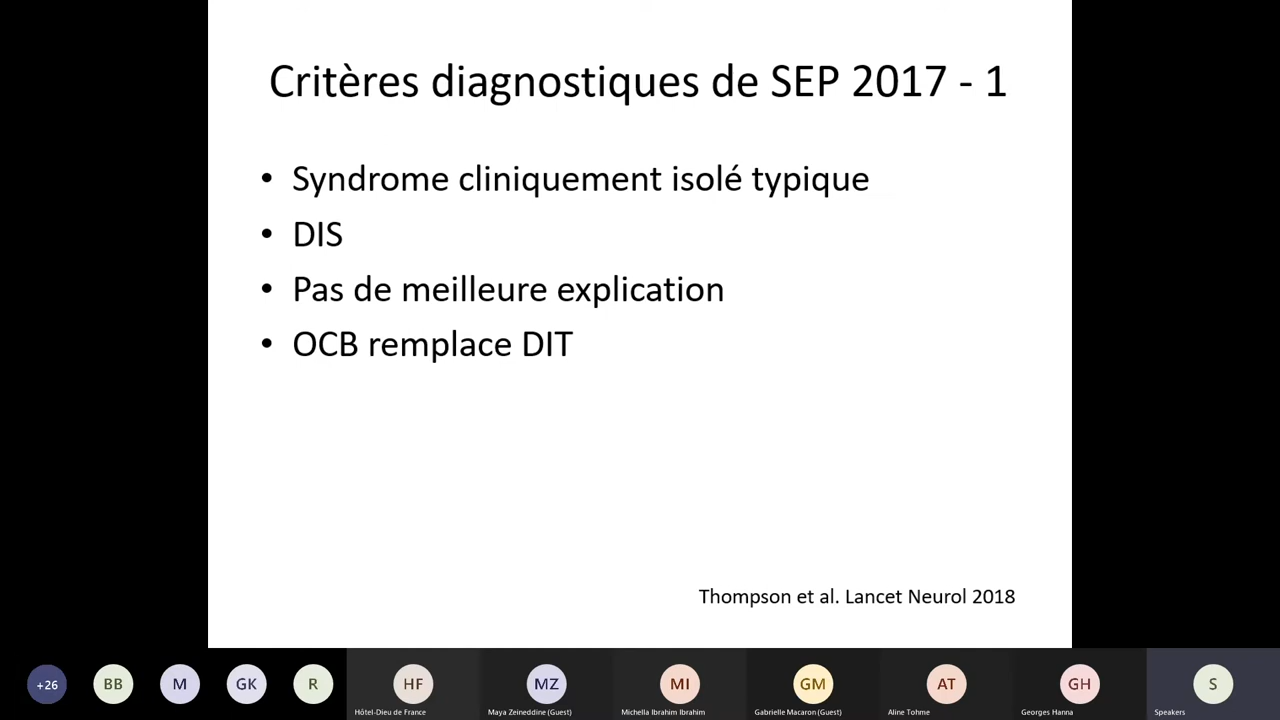 Critères diagnostiques de SEP 2017 - 1
• Syndrome cliniquement isolé typique
• DIS
• Pas de meilleure explication
• OCB remplace DIT
Thompson et al. Lancet Neurol 2018
+26
BB
M
GK
R
HF
MZ
MI
GM
AT
GH
S
Hôtel-Dieu de France
Maya Zeineddine (Guest)
Michella Ibrahim Ibrahim
Gabrielle Macaron (Guest)
Aline Tohme
Georges Hanna
Speakers